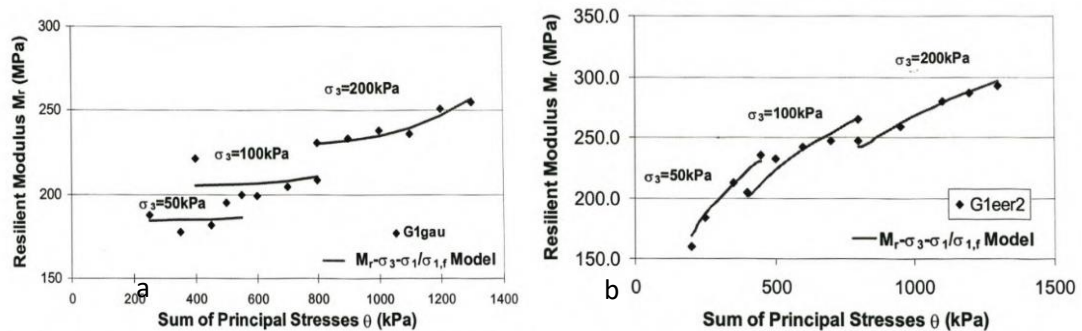 Resilient Modulus Mr (MPa)
300
250
200
150
σ3=200kPa
σ3=100kPa
σ3=50kPa
G1gau
Mr-σ3-σ1/σ1,f Model
0
200
400
600
800
1000
1200
1400
a
Sum of Principal Stresses θ (kPa)
Resilient Modulus Mr (MPa)
350.0
300.0
250.0
200.0
150.0
σ3=200kPa
σ3=100kPa
σ3=50kPa
G1eer2
Mr-σ3-σ1/σ1,f Model
0
500
1000
1500
b
Sum of Principal Stresses θ (kPa)